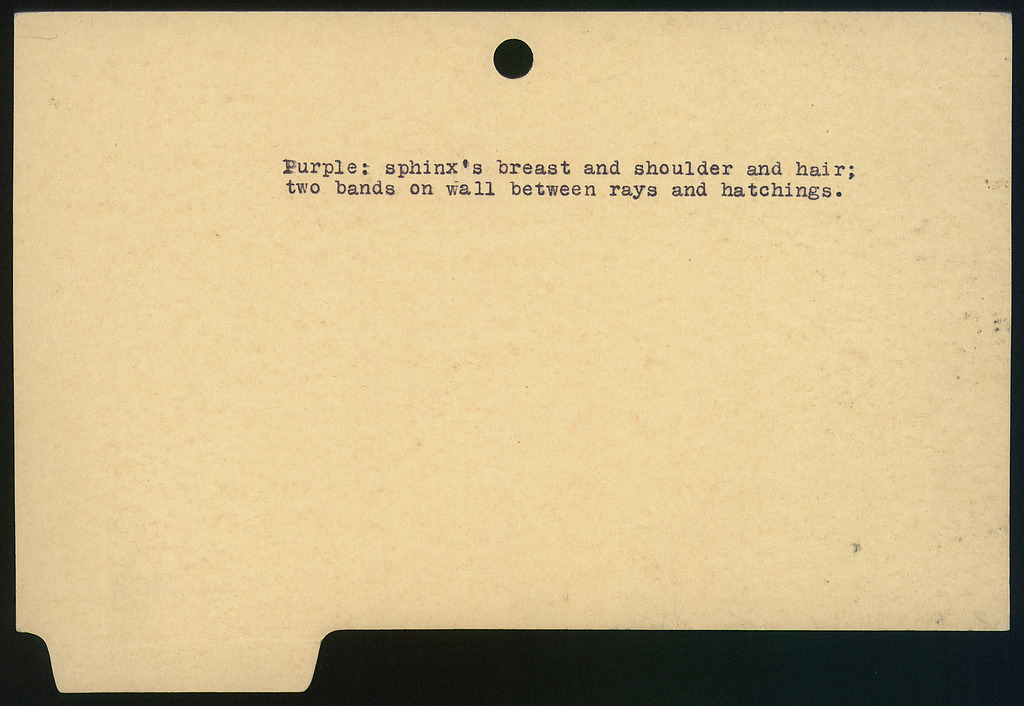 Purple: sphinx's breast and shoulder and hair;
two bands on wall between rays and hatchings.